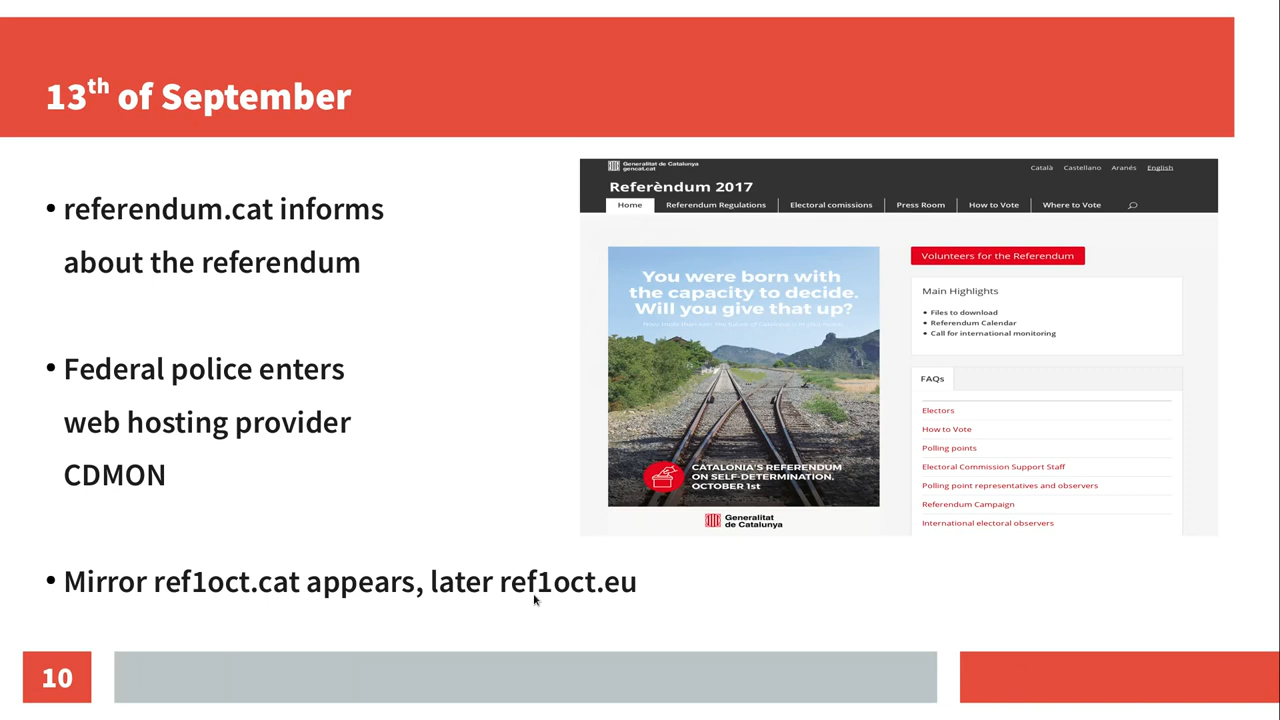 13th of September
• referendum.cat informs
about the referendum
• Federal police enters
web hosting provider
CDMON
• Mirror ref1oct.cat appears, later ref1oct.eu
Generalitat de Catalunya
gencat.cat
Català Castellano Aranés English
Referèndum 2017
Home Referendum Regulations Electoral comissions Press Room How to Vote Where to Vote
You were born with
the capacity to decide.
Will you give that up?
CATALONIA'S REFERENDUM
ON SELF-DETERMINATION.
OCTOBER 1st
Generalitat
de Catalunya
Volunteers for the Referendum
Main Highlights
• Files to download
• Referendum Calendar
• Call for international monitoring
FAQs
Electors
How to Vote
Polling points
Electoral Commission Support Staff
Polling point representatives and observers
Referendum Campaign
International electoral observers
10